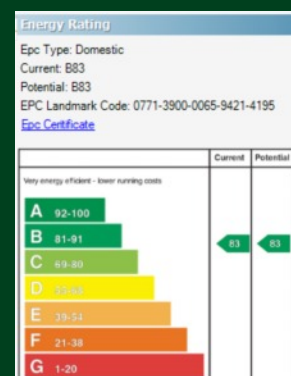 Energy Rating
Epc Type: Domestic
Current: B83
Potential: B83
EPC Landmark Code: 0771-3900-0065-9421-4195
Epc Certificate
Current Potential
Very energy efficient - lower running costs
A 92-100
B 81-91 83 83
C 69-80
D
E 39-54
F 21-38
G 1-20